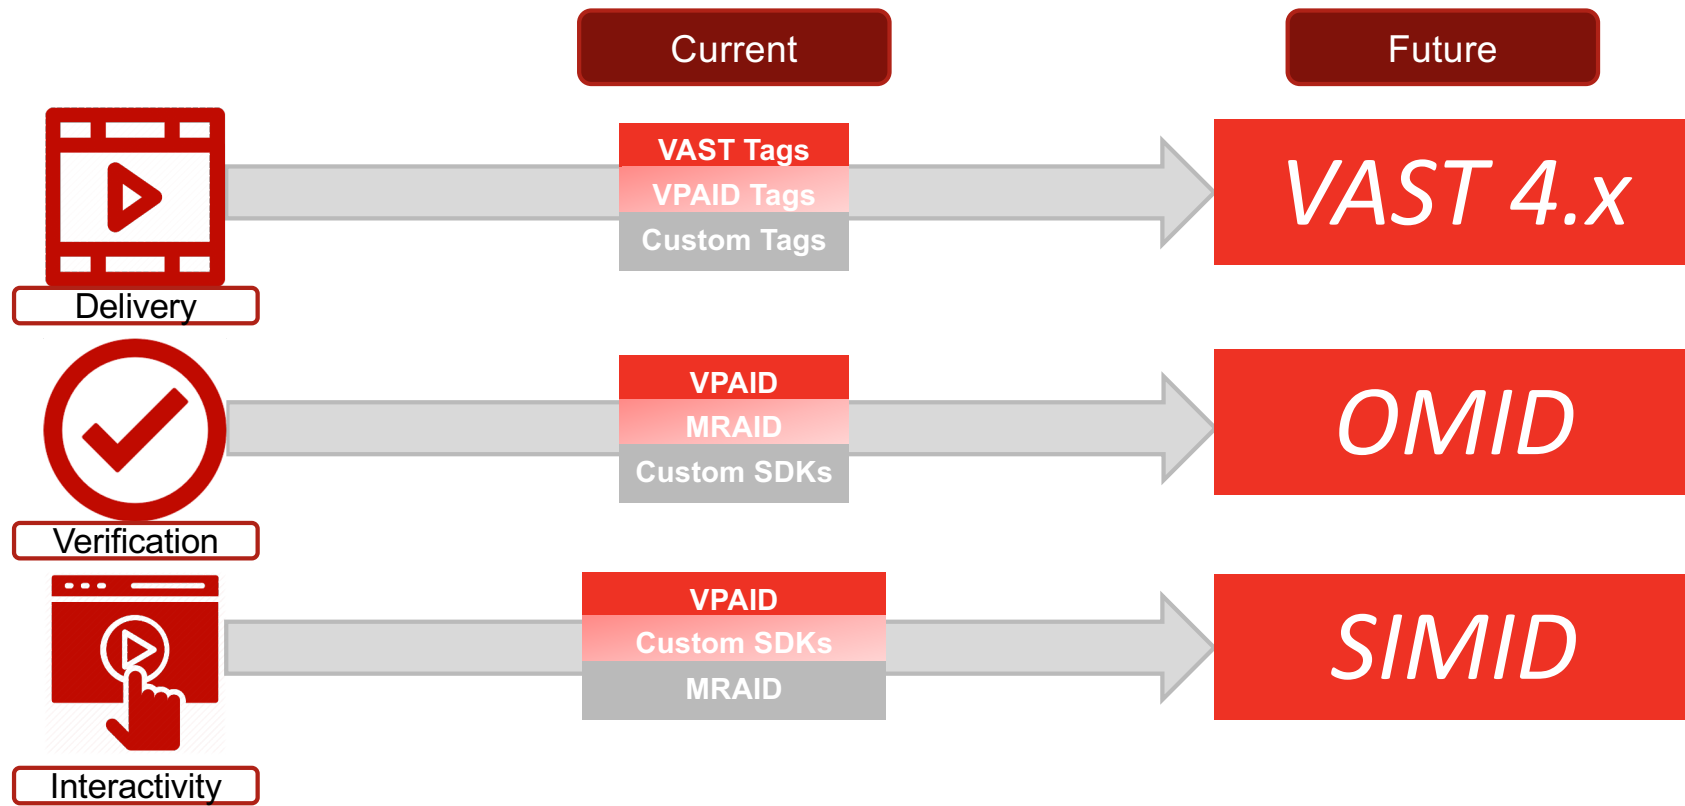 Current
Future
VAST Tags
VPAID Tags
Custom Tags
VAST 4.x
Delivery
VPAID
MRAID
Custom SDKs
OMID
Verification
VPAID
Custom SDKs
MRAID
SIMID
Interactivity